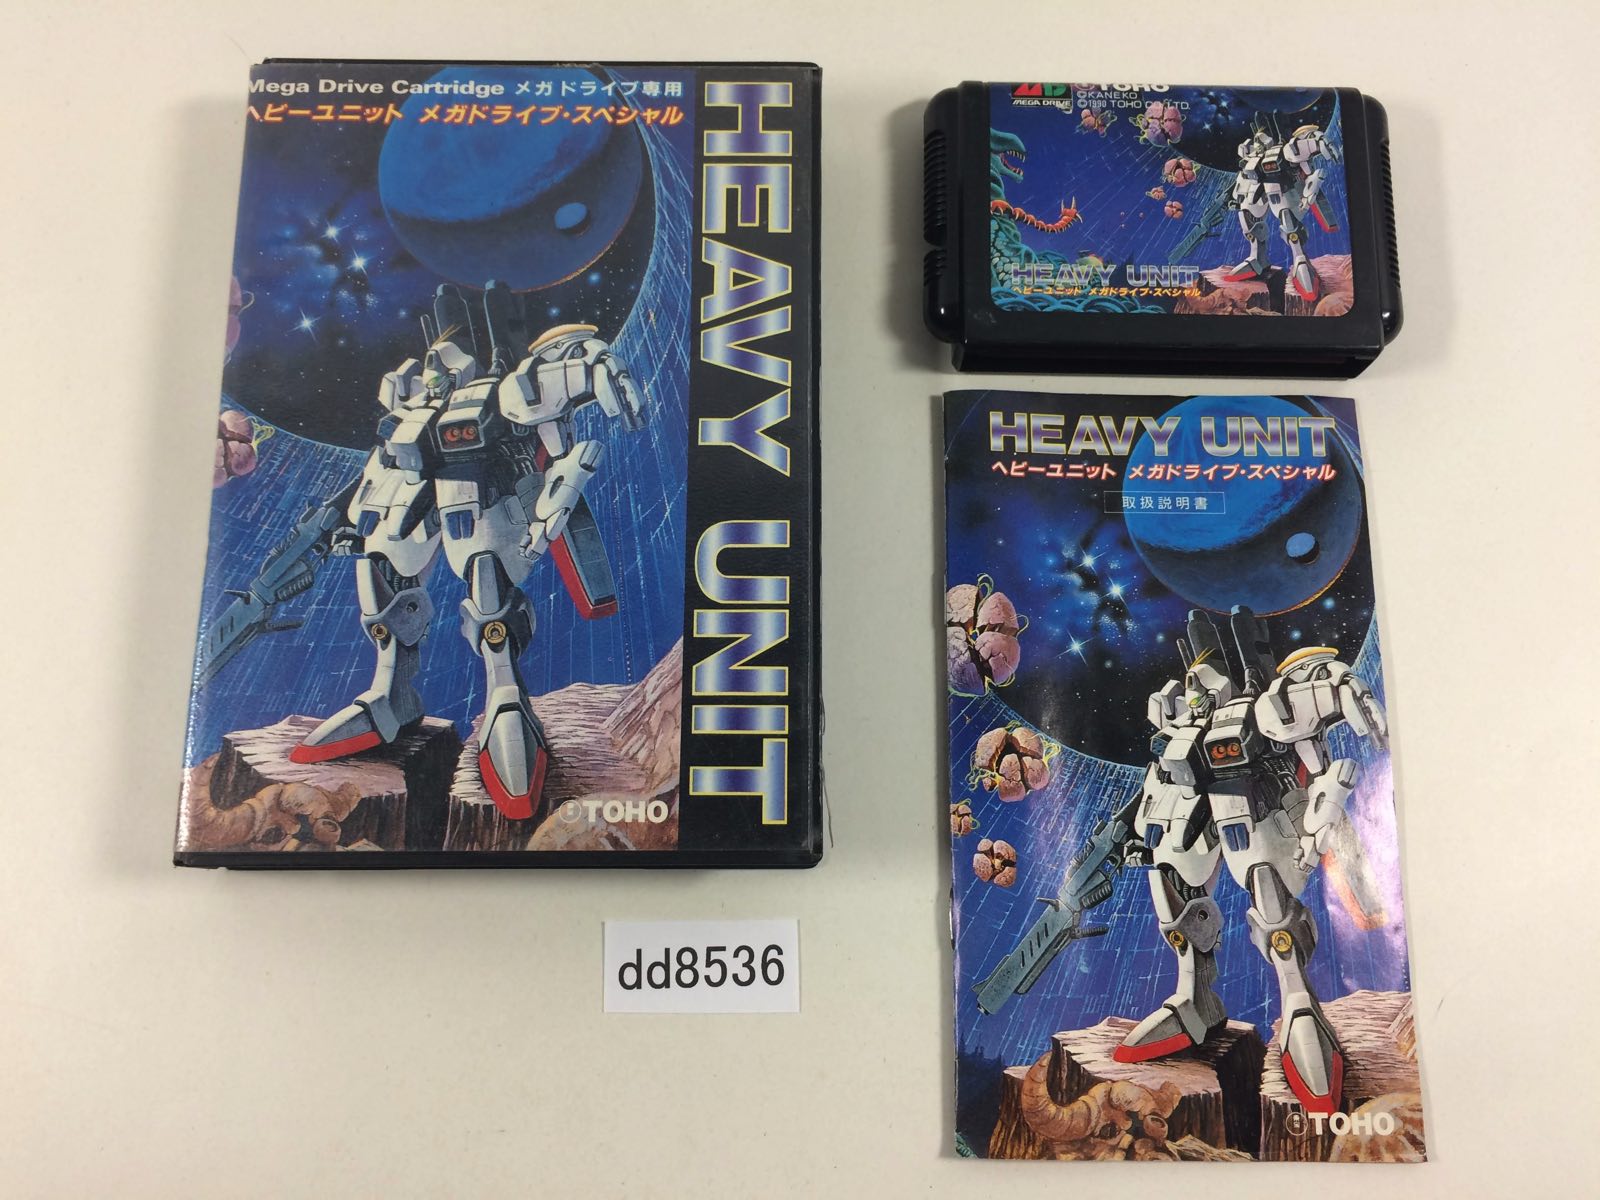 Mega Drive Cartridge メガドライブ専用
ヘビーユニット メガドライブ・スペシャル
HEAVY UNIT
TOHO
MEGA DRIVE
TOHO
©KANEKO
©1990 TOHO CO., LTD.
HEAVY UNIT
ヘビーユニット メガドライブ・スペシャル
HEAVY UNIT
ヘビーユニット メガドライブ・スペシャル
取扱説明書
TOHO
dd8536